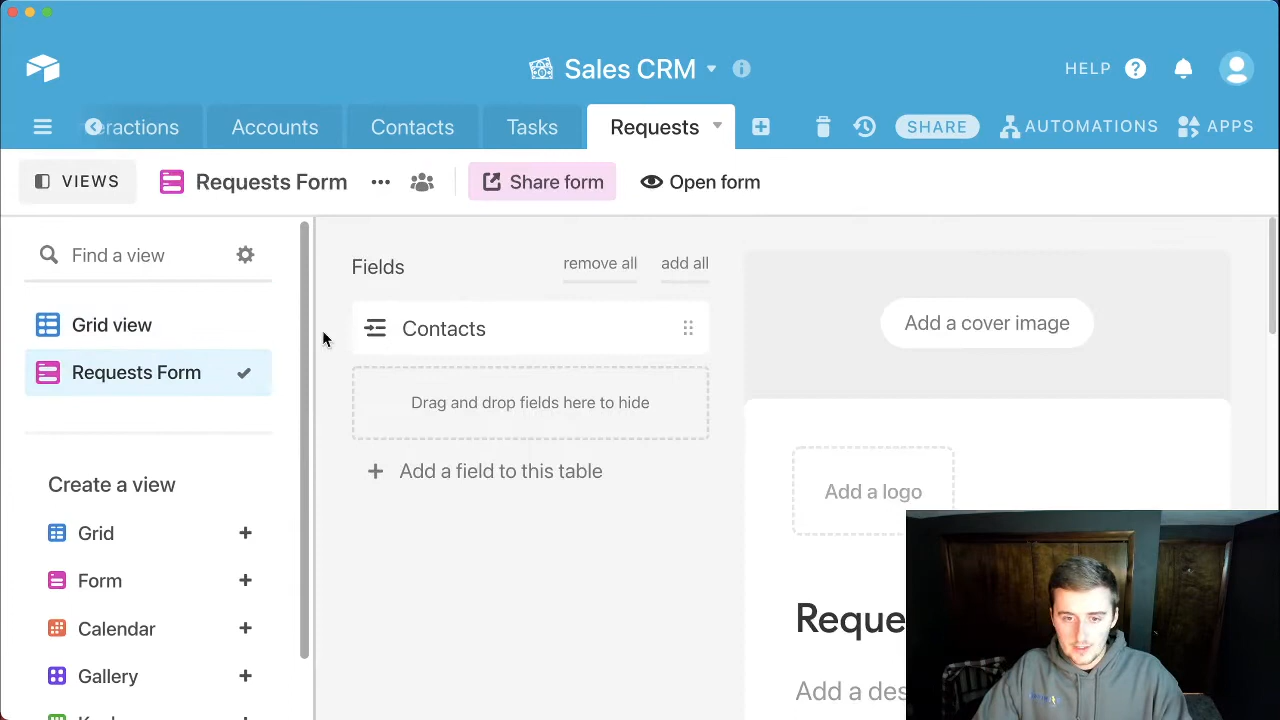 Sales CRM
HELP
eractions
Accounts
Contacts
Tasks
Requests
SHARE
AUTOMATIONS
APPS
VIEWS
Requests Form
Share form
Open form
Find a view
Fields
remove all
add all
Grid view
Contacts
Add a cover image
Requests Form
Drag and drop fields here to hide
Add a field to this table
Create a view
Add a logo
Grid
Form
Reque
Calendar
Gallery
Add a des